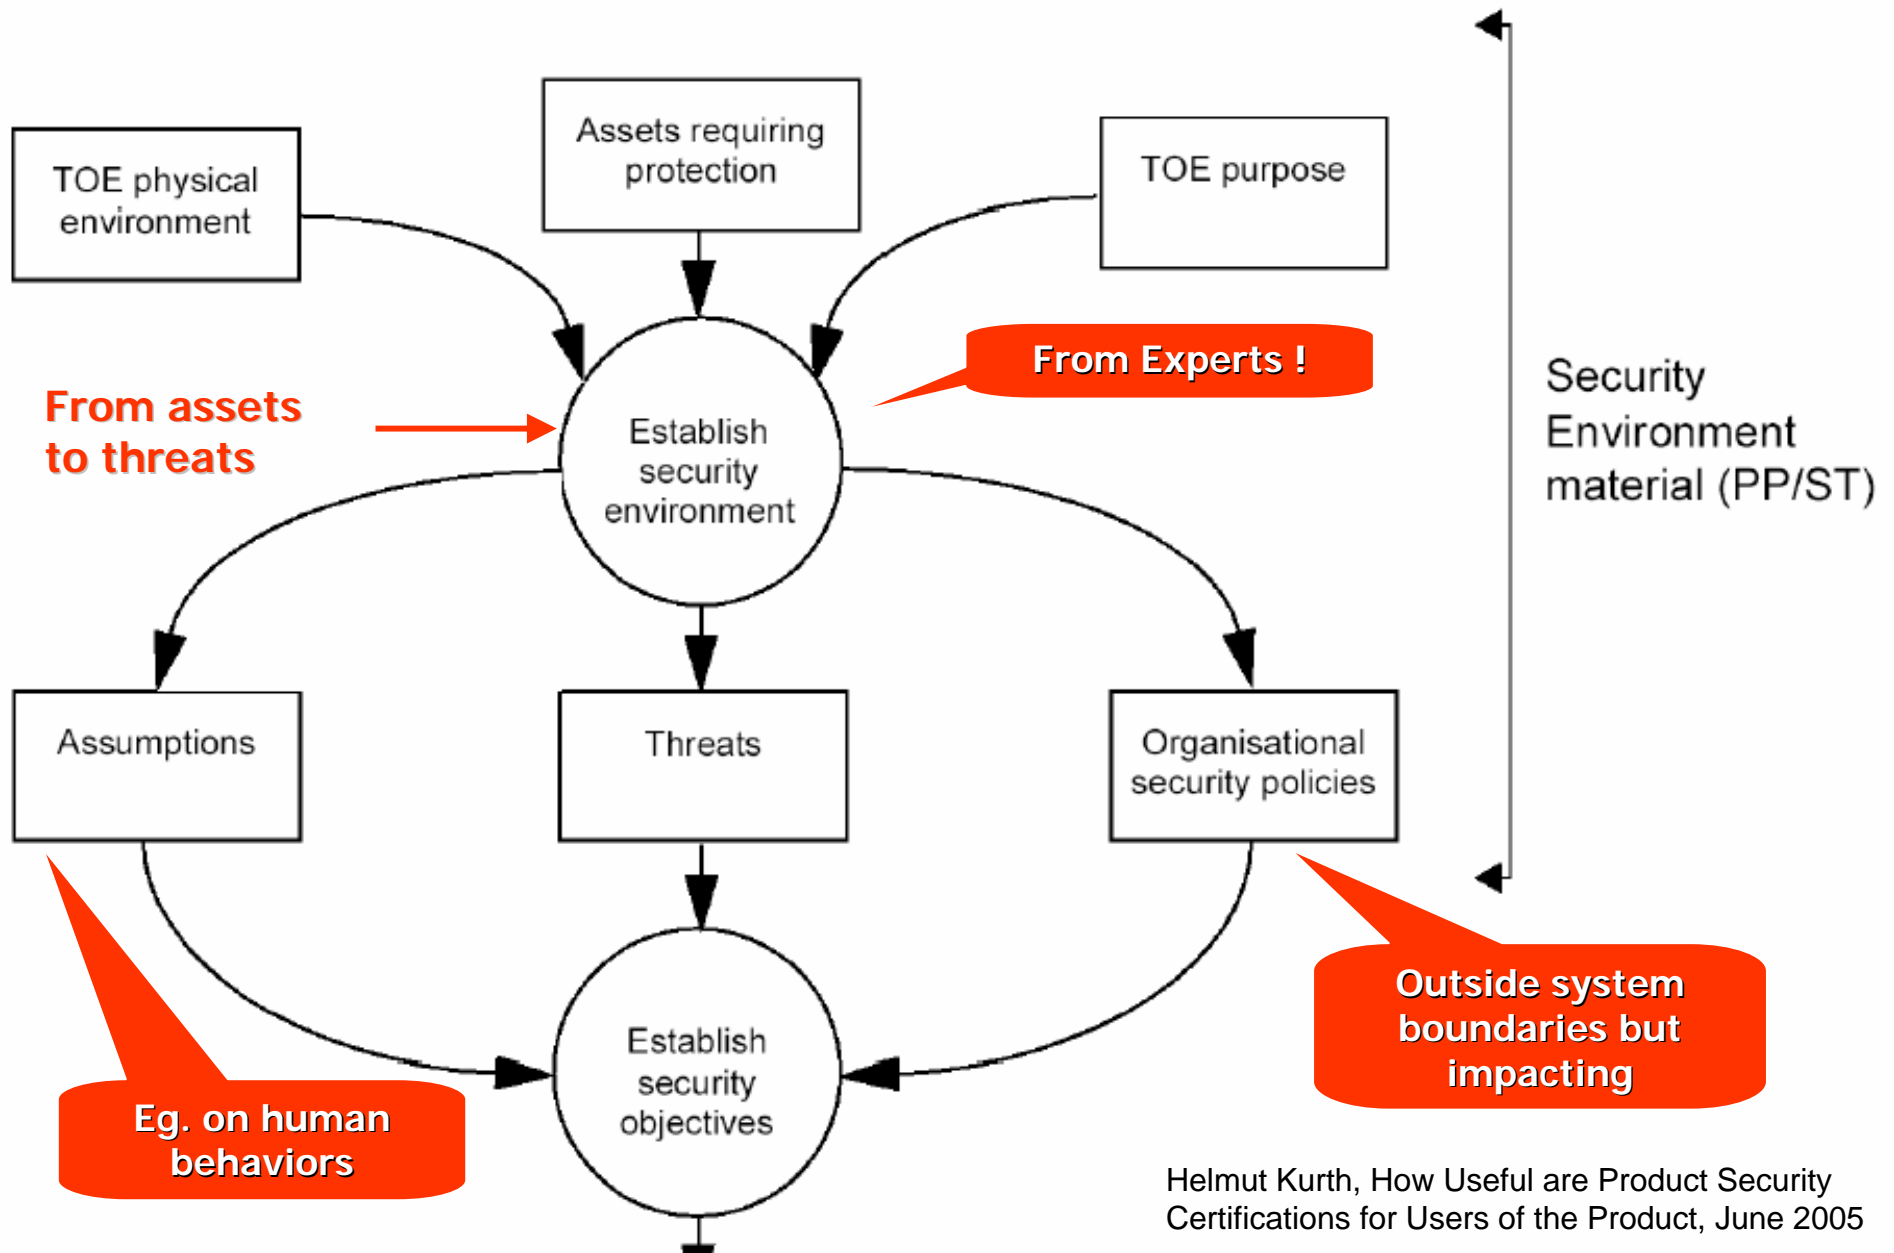 Assets requiring
protection
TOE physical
environment
TOE purpose
From Experts !
From assets
to threats
Establish
security
environment
Security
Environment
material (PP/ST)
Assumptions
Threats
Organisational
security policies
Outside system
boundaries but
impacting
Establish
security
objectives
Eg. on human
behaviors
Helmut Kurth, How Useful are Product Security
Certifications for Users of the Product, June 2005